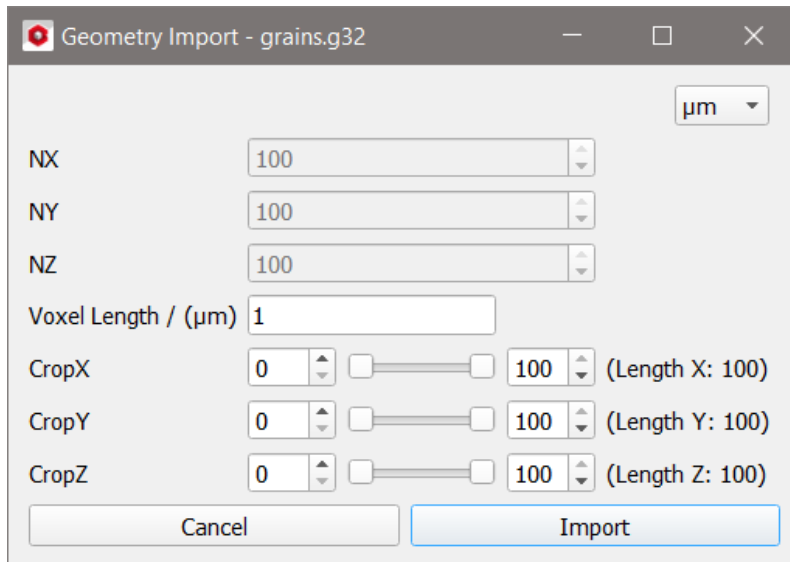 Geometry Import - grains.g32
µm
NX 100
NY 100
NZ 100
Voxel Length / (µm) 1
CropX 0 100 (Length X: 100)
CropY 0 100 (Length Y: 100)
CropZ 0 100 (Length Z: 100)
Cancel Import